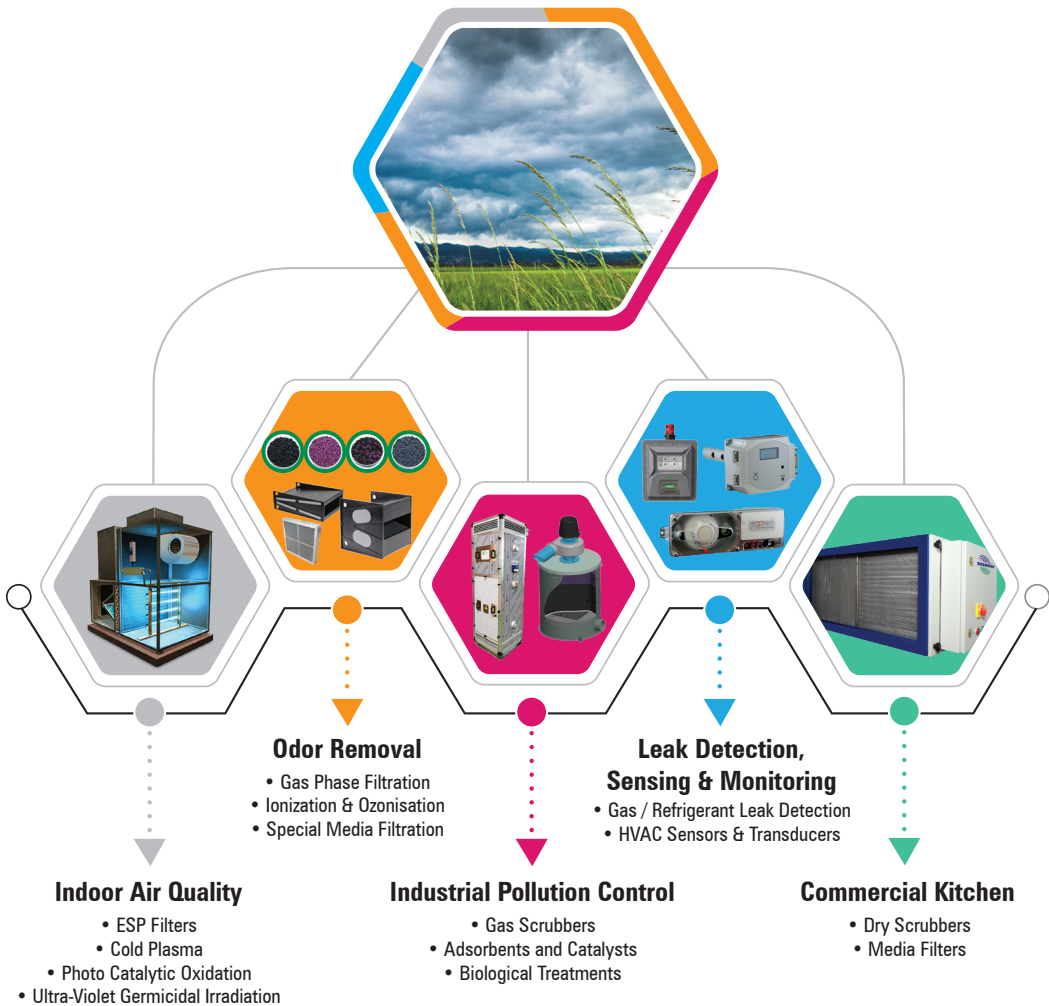 Odor Removal
• Gas Phase Filtration
• Ionization & Ozonisation
• Special Media Filtration
Leak Detection,
Sensing & Monitoring
• Gas / Refrigerant Leak Detection
• HVAC Sensors & Transducers
Indoor Air Quality
• ESP Filters
• Cold Plasma
• Photo Catalytic Oxidation
• Ultra-Violet Germicidal Irradiation
Industrial Pollution Control
• Gas Scrubbers
• Adsorbents and Catalysts
• Biological Treatments
Commercial Kitchen
• Dry Scrubbers
• Media Filters